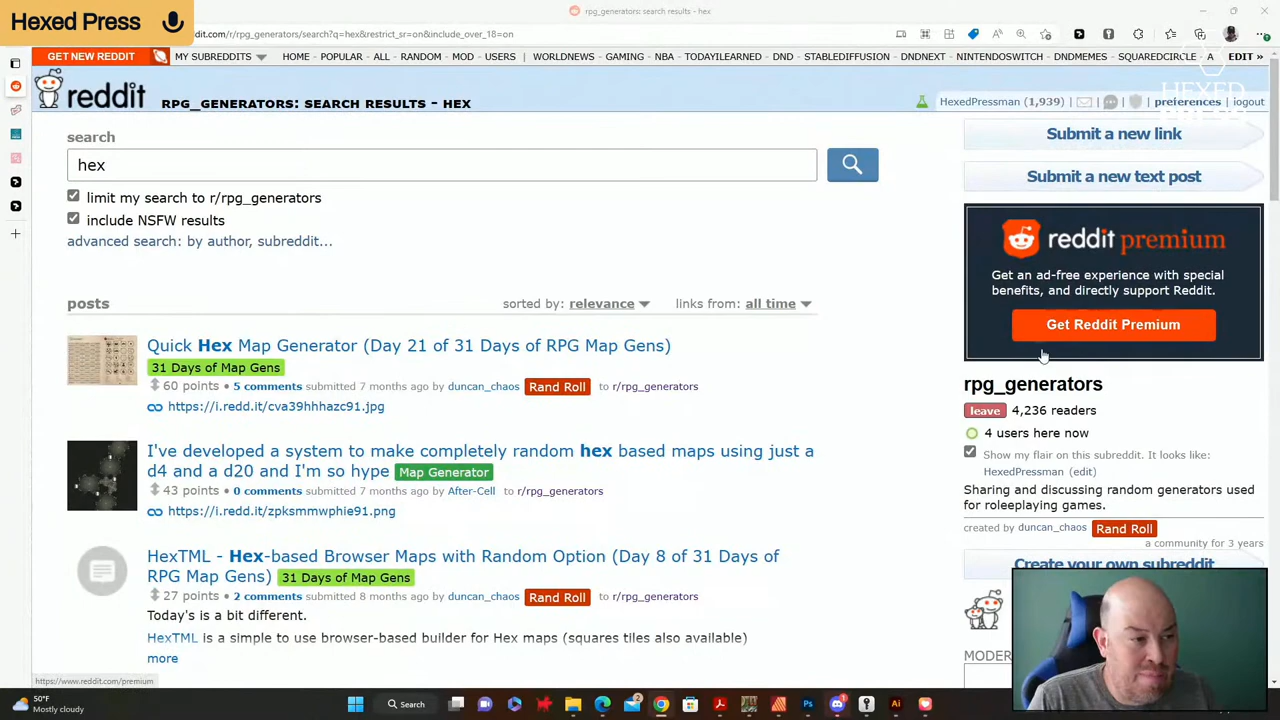 Hexed Press
rpg_generators: search results - hex
dit.com/r/rpg_generators/search?q=hex&restrict_sr=on&include_over_18=on
GET NEW REDDIT MY SUBREDDITS HOME - POPULAR - ALL - RANDOM - MOD - USERS | WORLDNEWS - GAMING - NBA - TODAYILEARNED - DND - STABLEDIFFUSION - DNDNEXT - NINTENDOSWITCH - DNDMEMES - SQUAREDCIRCLE - A EDIT »
reddit RPG_GENERATORS: SEARCH RESULTS - HEX
HexedPressman (1,939) | preferences | logout
HEXED
PRESS
search
hex
limit my search to r/rpg_generators
include NSFW results
advanced search: by author, subreddit...
posts sorted by: relevance links from: all time
Quick Hex Map Generator (Day 21 of 31 Days of RPG Map Gens)
31 Days of Map Gens
60 points • 5 comments submitted 7 months ago by duncan_chaos Rand Roll to r/rpg_generators
https://i.redd.it/cva39hhhazc91.jpg
I've developed a system to make completely random hex based maps using just a
d4 and a d20 and I'm so hype Map Generator
43 points • 0 comments submitted 7 months ago by After-Cell to r/rpg_generators
https://i.redd.it/zpksmmwphie91.png
HexTML - Hex-based Browser Maps with Random Option (Day 8 of 31 Days of
RPG Map Gens) 31 Days of Map Gens
27 points • 2 comments submitted 8 months ago by duncan_chaos Rand Roll to r/rpg_generators
Today's is a bit different.
HexTML is a simple to use browser-based builder for Hex maps (squares tiles also available)
more
Submit a new link
Submit a new text post
reddit premium
Get an ad-free experience with special
benefits, and directly support Reddit.
Get Reddit Premium
rpg_generators
leave 4,236 readers
4 users here now
Show my flair on this subreddit. It looks like:
HexedPressman (edit)
Sharing and discussing random generators used
for roleplaying games.
created by duncan_chaos Rand Roll
a community for 3 years
Create your own subreddit
MODER
https://www.reddit.com/premium
50°F
Mostly cloudy
Search
2
Ai